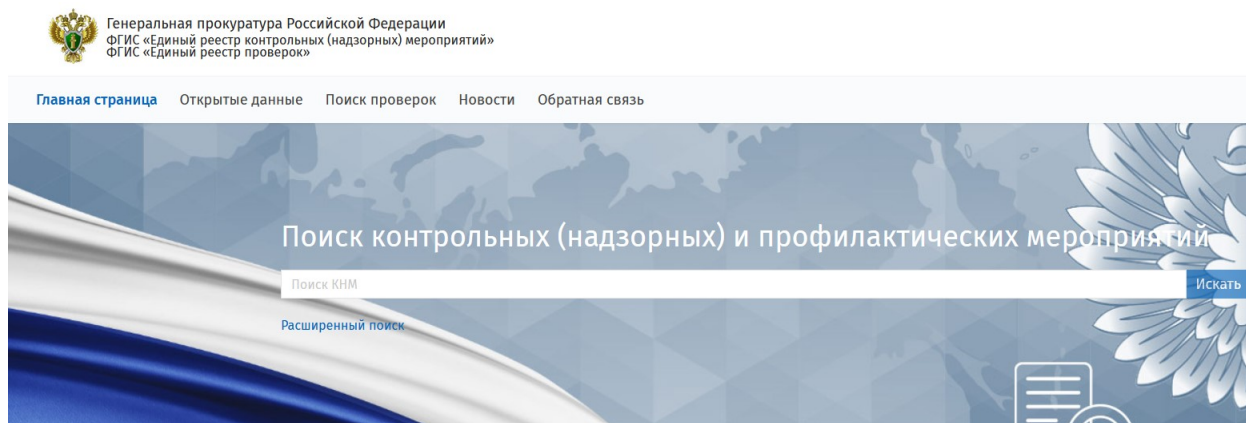 Генеральная прокуратура Российской Федерации
ФГИС «Единый реестр контрольных (надзорных) мероприятий»
ФГИС «Единый реестр проверок»
Главная страница Открытые данные Поиск проверок Новости Обратная связь
Поиск контрольных (надзорных) и профилактических мероприятий
Поиск КНМ Искать
Расширенный поиск